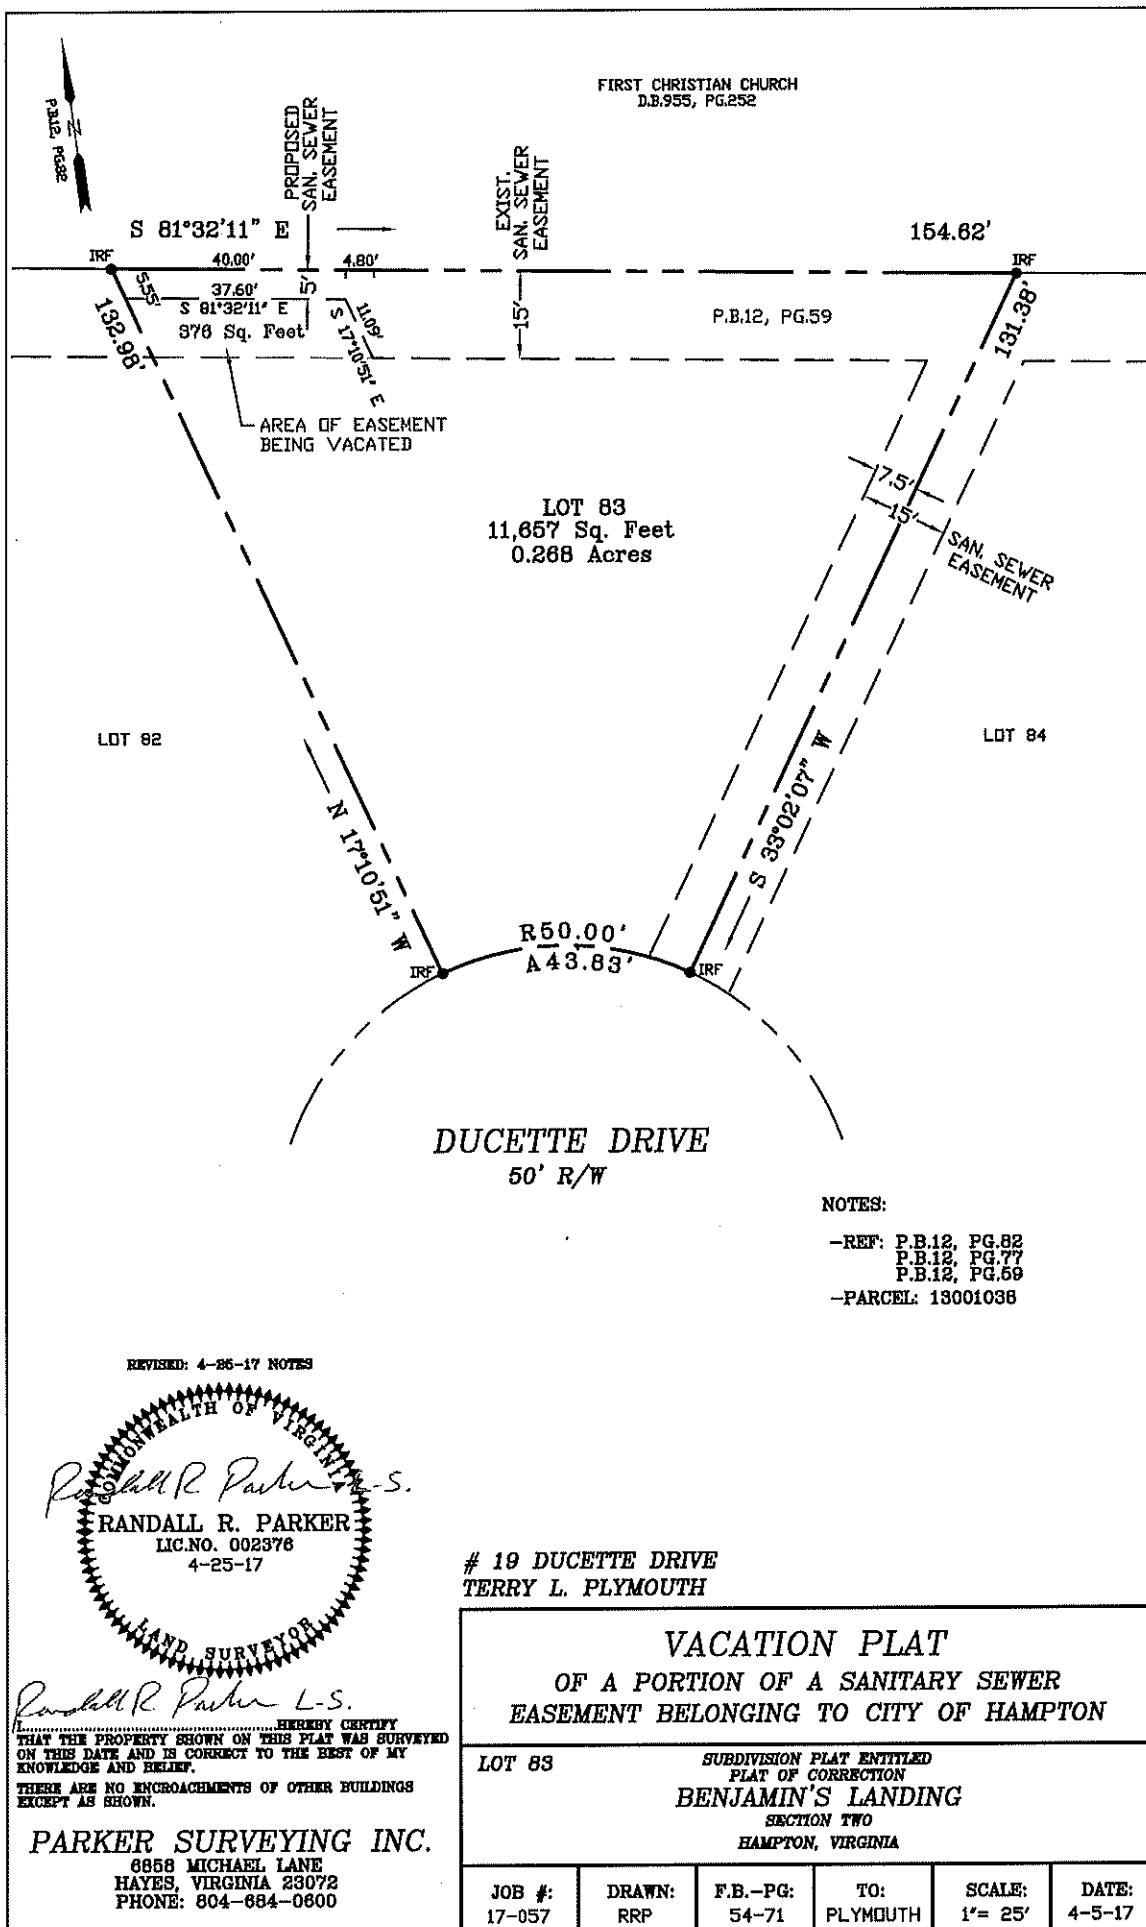 FIRST CHRISTIAN CHURCH
D.B.955, PG.252
P.B.12, PG.82
N
PROPOSED
SAN. SEWER
EASEMENT
EXIST.
SAN. SEWER
EASEMENT
S 81°32'11" E
154.62'
IRF
IRF
40.00'
4.80'
5.55'
37.60'
5'
S 81°32'11" E
376 Sq. Feet
11.09'
S 17°10'51" E
15'
P.B.12, PG.59
132.98'
131.38'
AREA OF EASEMENT
BEING VACATED
LOT 83
11,657 Sq. Feet
0.268 Acres
7.5'
15'
SAN. SEWER
EASEMENT
LOT 82
LOT 84
N 17°10'51" W
S 33°02'07" W
R50.00'
A43.83'
IRF
IRF
DUCETTE DRIVE
50' R/W
NOTES:
-REF: P.B.12, PG.82
P.B.12, PG.77
P.B.12, PG.59
-PARCEL: 13001036
REVISED: 4-26-17 NOTES
COMMONWEALTH OF VIRGINIA
Randall R. Parker L-S.
RANDALL R. PARKER
LIC.NO. 002376
4-25-17
LAND SURVEYOR
Randall R. Parker L-S.
I,..............................HEREBY CERTIFY
THAT THE PROPERTY SHOWN ON THIS PLAT WAS SURVEYED
ON THIS DATE AND IS CORRECT TO THE BEST OF MY
KNOWLEDGE AND BELIEF.
THERE ARE NO ENCROACHMENTS OF OTHER BUILDINGS
EXCEPT AS SHOWN.
PARKER SURVEYING INC.
6858 MICHAEL LANE
HAYES, VIRGINIA 23072
PHONE: 804-684-0600
# 19 DUCETTE DRIVE
TERRY L. PLYMOUTH
VACATION PLAT
OF A PORTION OF A SANITARY SEWER
EASEMENT BELONGING TO CITY OF HAMPTON
LOT 83
SUBDIVISION PLAT ENTITLED
PLAT OF CORRECTION
BENJAMIN'S LANDING
SECTION TWO
HAMPTON, VIRGINIA
JOB #: DRAWN: F.B.-PG: TO: SCALE: DATE:
17-057 RRP 54-71 PLYMOUTH 1"= 25' 4-5-17